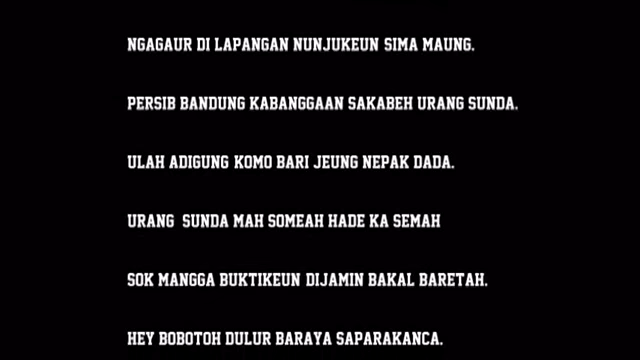 NGAGAUR DI LAPANGAN NUNJUKEUN SIMA MAUNG.
PERSIB BANDUNG KABANGGAAN SAKABEH URANG SUNDA.
ULAH ADIGUNG KOMO BARI JEUNG NEPAK DADA.
URANG SUNDA MAH SOMEAH HADE KA SEMAH
SOK MANGGA BUKTIKEUN DIJAMIN BAKAL BARETAH.
HEY BOBOTOH DULUR BARAYA SAPARAKANCA.